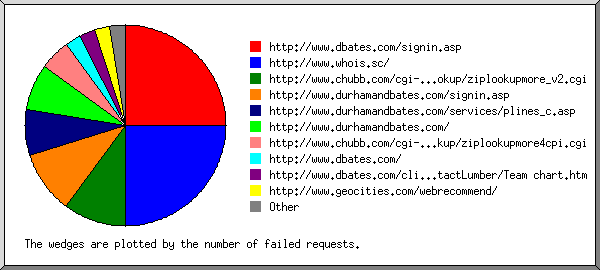 http://www.dbates.com/signin.asp
http://www.whois.sc/
http://www.chubb.com/cgi-...okup/ziplookupmore_v2.cgi
http://www.durhamandbates.com/signin.asp
http://www.durhamandbates.com/services/plines_c.asp
http://www.durhamandbates.com/
http://www.chubb.com/cgi-...kup/ziplookupmore4cpi.cgi
http://www.dbates.com/
http://www.dbates.com/cli...tactLumber/Team chart.htm
http://www.geocities.com/webrecommend/
Other
The wedges are plotted by the number of failed requests.